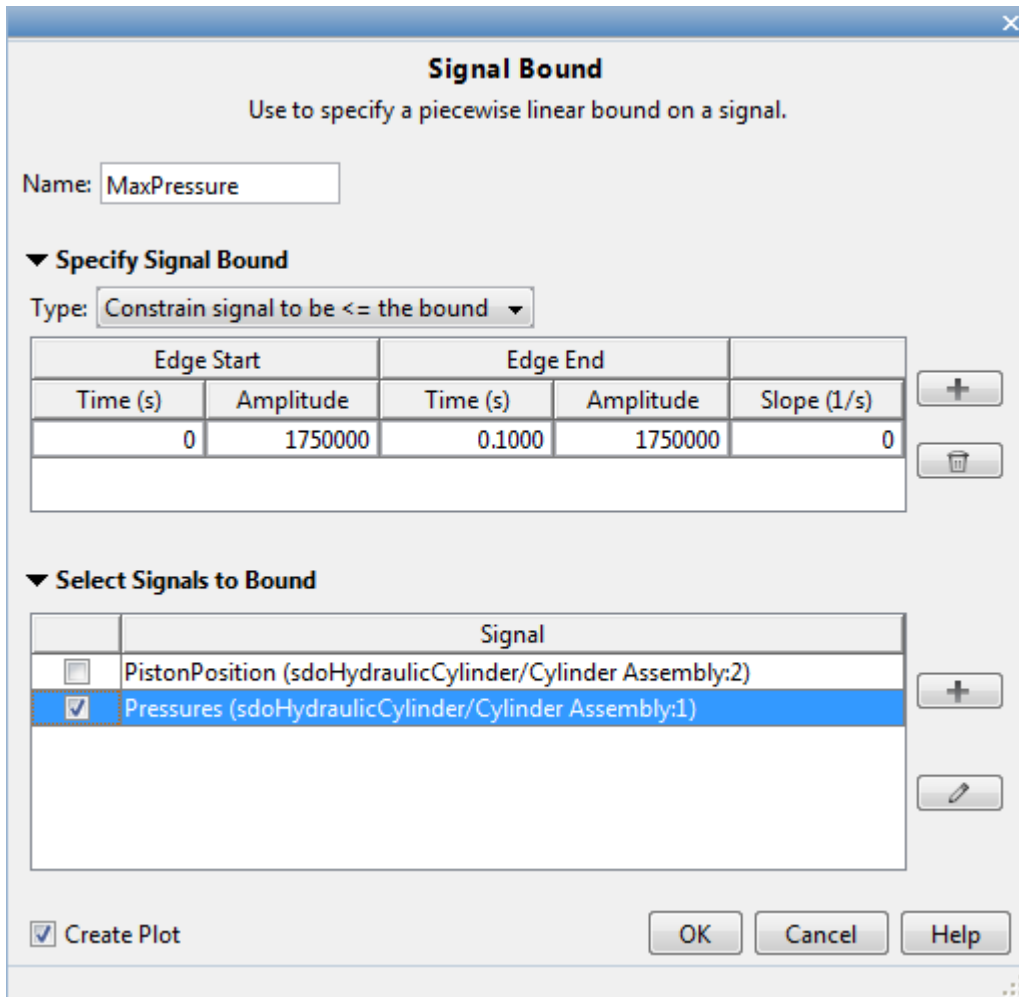 Signal Bound
Use to specify a piecewise linear bound on a signal.
Name: MaxPressure
Specify Signal Bound
Type: Constrain signal to be <= the bound
Edge Start Edge End
Time (s) Amplitude Time (s) Amplitude Slope (1/s)
0 1750000 0.1000 1750000 0
Select Signals to Bound
Signal
PistonPosition (sdoHydraulicCylinder/Cylinder Assembly:2)
Pressures (sdoHydraulicCylinder/Cylinder Assembly:1)
Create Plot OK Cancel Help